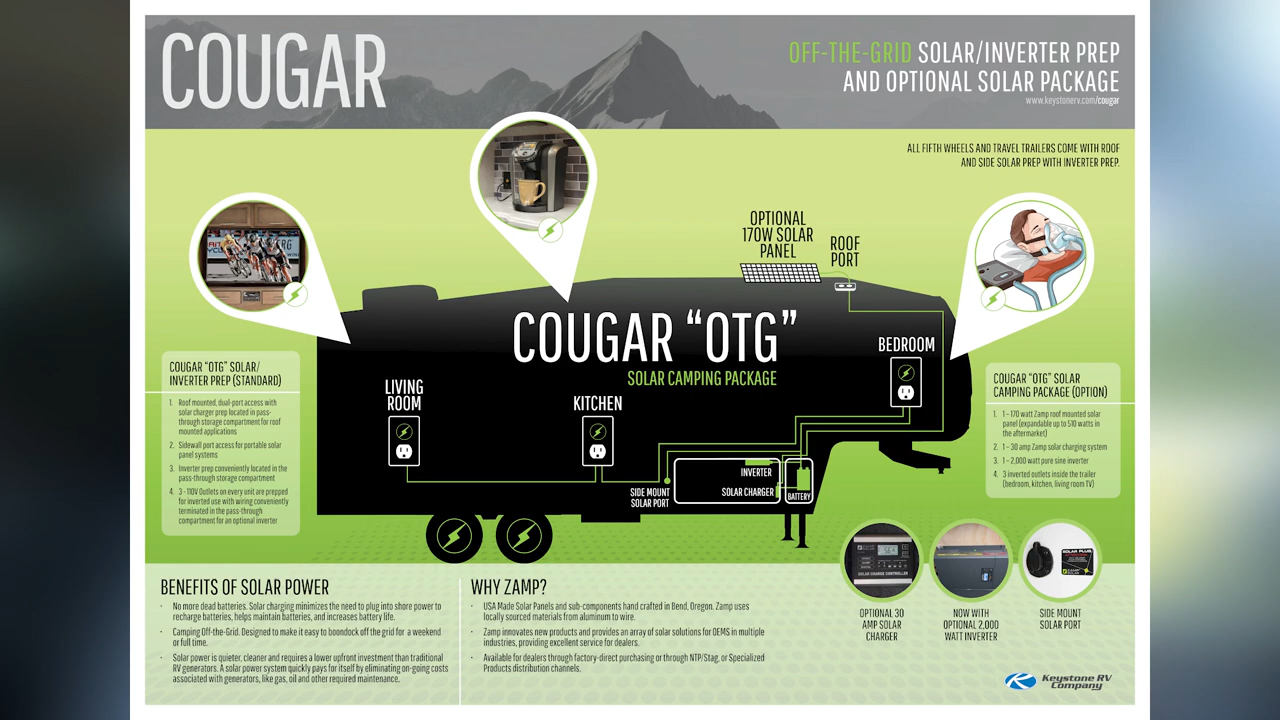 COUGAR
OFF-THE-GRID SOLAR/INVERTER PREP
AND OPTIONAL SOLAR PACKAGE
www.keystonerv.com/cougar
ALL FIFTH WHEELS AND TRAVEL TRAILERS COME WITH ROOF
AND SIDE SOLAR PREP WITH INVERTER PREP.
OPTIONAL
170W SOLAR
PANEL
ROOF
PORT
COUGAR "OTG"
SOLAR CAMPING PACKAGE
LIVING
ROOM
KITCHEN
BEDROOM
INVERTER
SOLAR CHARGER
BATTERY
SIDE MOUNT
SOLAR PORT
COUGAR "OTG" SOLAR/
INVERTER PREP (STANDARD)
1. Roof mounted, dual-port access with
solar charger prep located in pass-
through storage compartment for roof
mounted applications
2. Sidewall port access for portable solar
panel systems
3. Inverter prep conveniently located in the
pass-through storage compartment
4. 3 - 110V Outlets on every unit are prepped
for inverted use with wiring conveniently
terminated in the pass-through
compartment for an optional inverter
COUGAR "OTG" SOLAR
CAMPING PACKAGE (OPTION)
1. 1 – 170 watt Zamp roof mounted solar
panel (expandable up to 510 watts in
the aftermarket)
2. 1 – 30 amp Zamp solar charging system
3. 1 – 2,000 watt pure sine inverter
4. 3 inverted outlets inside the trailer
(bedroom, kitchen, living room TV)
SOLAR CHARGE CONTROLLER
OPTIONAL 30
AMP SOLAR
CHARGER
NOW WITH
OPTIONAL 2,000
WATT INVERTER
SIDE MOUNT
SOLAR PORT
BENEFITS OF SOLAR POWER
· No more dead batteries. Solar charging minimizes the need to plug into shore power to
recharge batteries, helps maintain batteries, and increases battery life.
· Camping Off-the-Grid. Designed to make it easy to boondock off the grid for a weekend
or full time.
· Solar power is quieter, cleaner and requires a lower upfront investment than traditional
RV generators. A solar power system quickly pays for itself by eliminating on-going costs
associated with generators, like gas, oil and other required maintenance.
WHY ZAMP?
· USA Made Solar Panels and sub-components hand crafted in Bend, Oregon. Zamp uses
locally sourced materials from aluminum to wire.
· Zamp innovates new products and provides an array of solar solutions for OEMS in multiple
industries, providing excellent service for dealers.
· Available for dealers through factory-direct purchasing or through NTP/Stag, or Specialized
Products distribution channels.
Keystone RV
Company